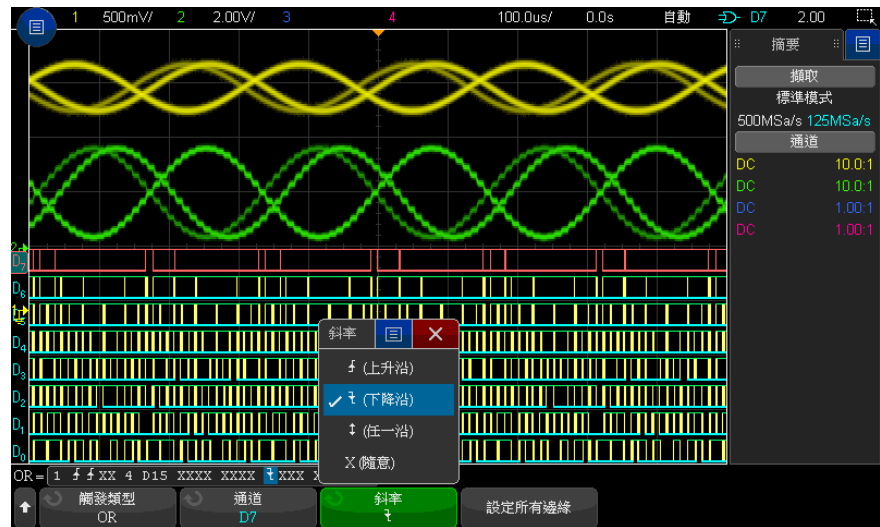 1 500mV/ 2 2.00V/ 3 4 100.0us/ 0.0s 自動 D7 2.00
摘要
擷取
標準模式
500MSa/s 125MSa/s
通道
DC 10.0:1
DC 10.0:1
DC 1.00:1
DC 1.00:1
2
D7
D6
D4
D3
D2
D1
D0
斜率
(上升沿)
(下降沿)
(任一沿)
X (隨意)
OR = 1 XX 4 D15 XXXX XXXX XXX
觸發類型
OR
通道
D7
斜率
設定所有邊緣